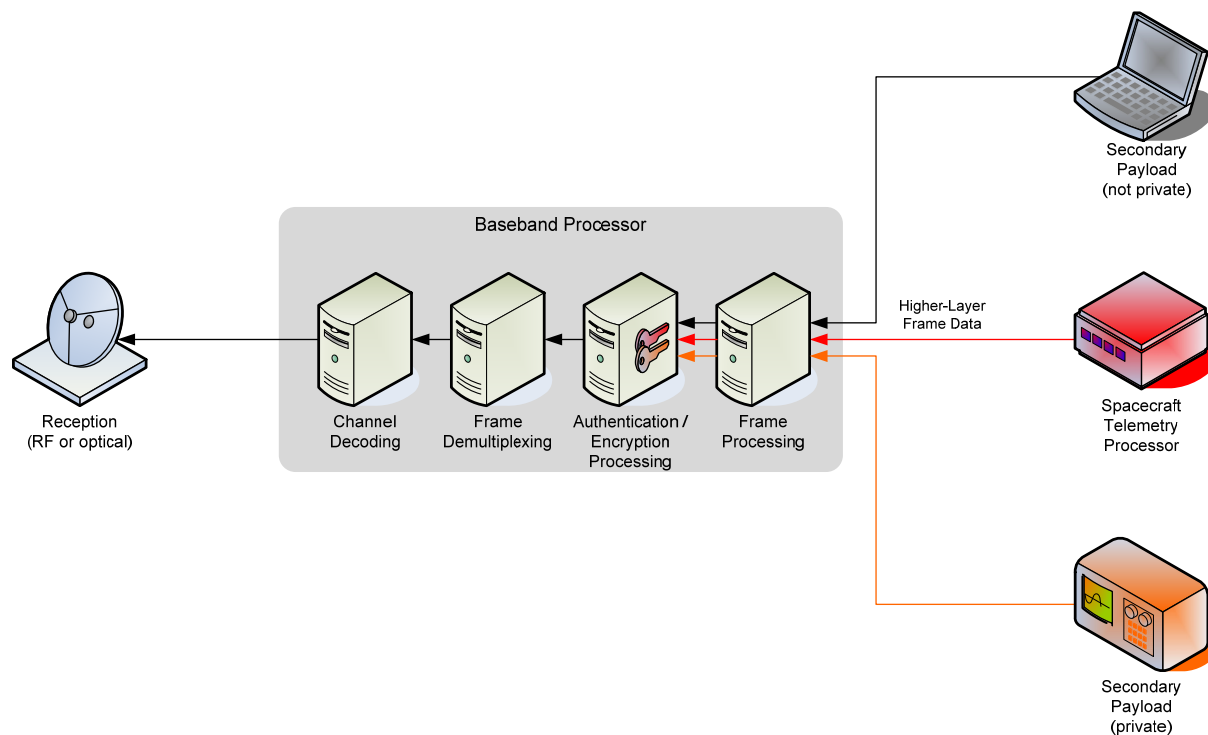 Secondary
Payload
(not private)
Baseband Processor
Higher-Layer
Frame Data
Reception
(RF or optical)
Channel
Decoding
Frame
Demultiplexing
Authentication /
Encryption
Processing
Frame
Processing
Spacecraft
Telemetry
Processor
Secondary
Payload
(private)